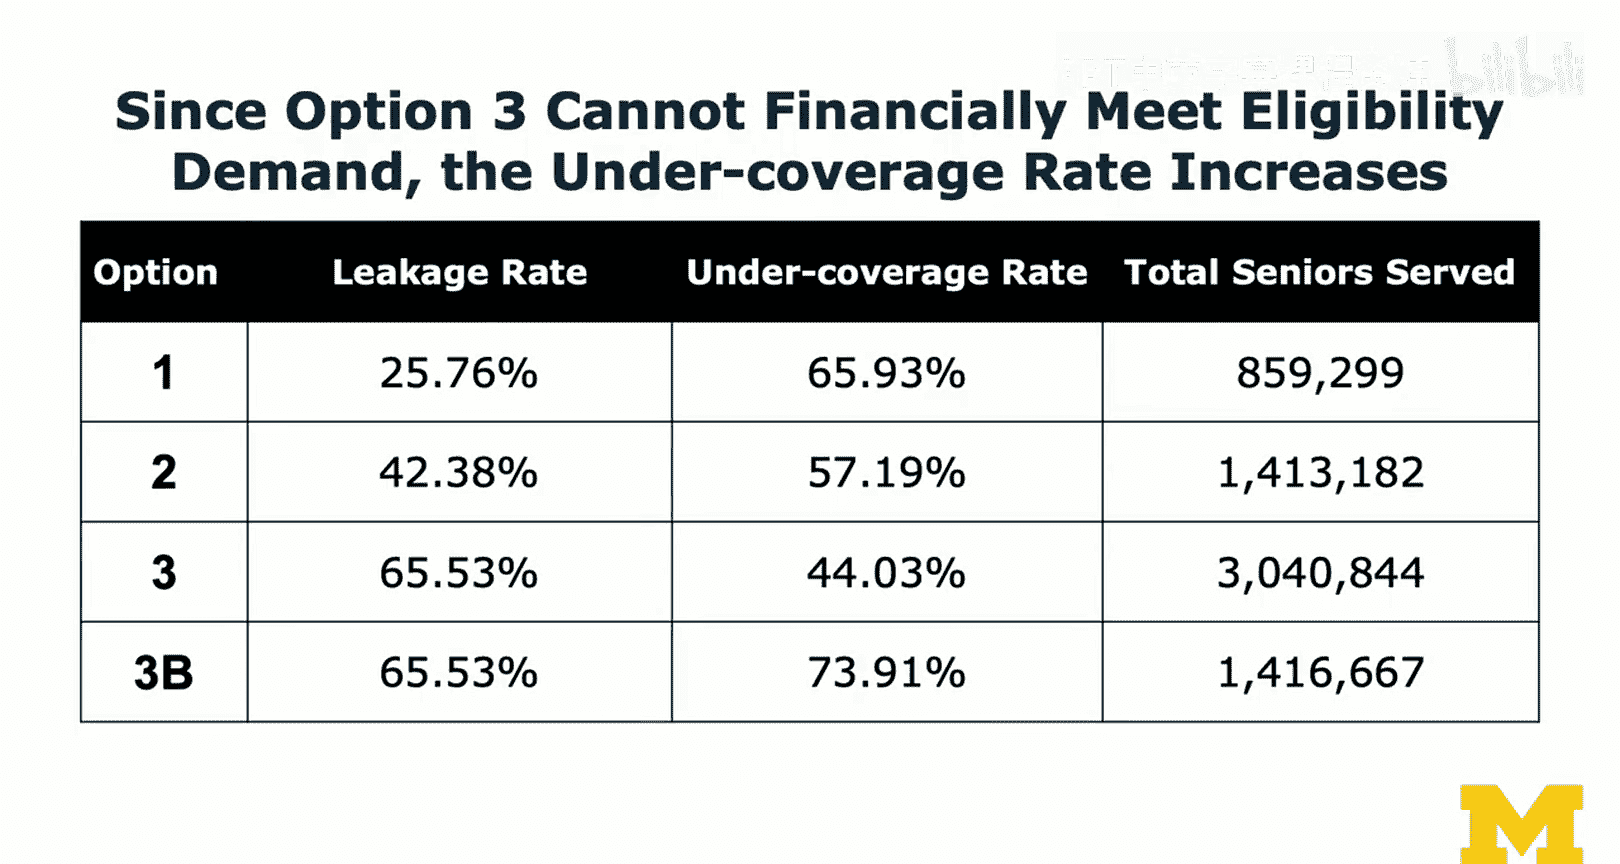 bilibili
Since Option 3 Cannot Financially Meet Eligibility
Demand, the Under-coverage Rate Increases
Option Leakage Rate Under-coverage Rate Total Seniors Served
1 25.76% 65.93% 859,299
2 42.38% 57.19% 1,413,182
3 65.53% 44.03% 3,040,844
3B 65.53% 73.91% 1,416,667
M